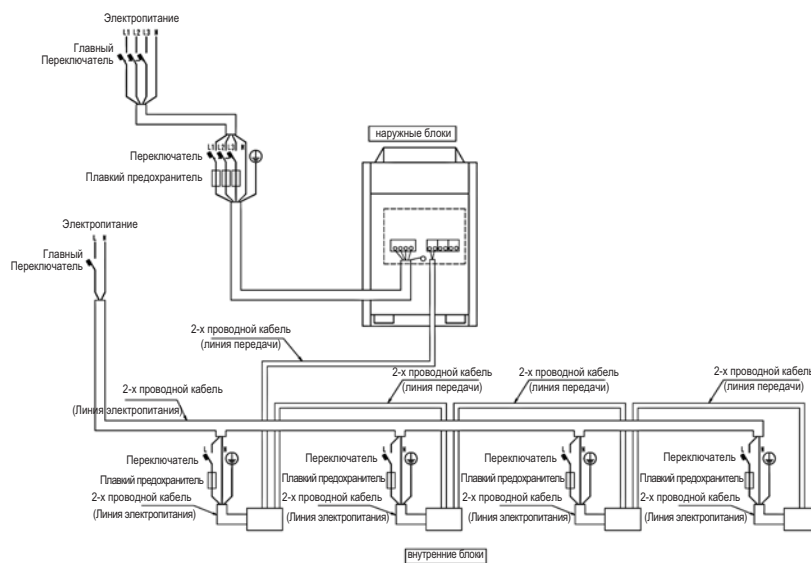 Электропитание
L1 L2 L3 N
Главный
Переключатель
наружные блоки
L1 L2 L3 N
Переключатель
Плавкий предохранитель
Электропитание
L N
Главный
Переключатель
2-х проводной кабель
(линия передачи)
2-х проводной кабель
(линия передачи)
2-х проводной кабель
(линия передачи)
2-х проводной кабель
(линия передачи)
2-х проводной кабель
(Линия электропитания)
L N
L N
L N
L N
Переключатель
Переключатель
Переключатель
Переключатель
Плавкий предохранитель
Плавкий предохранитель
Плавкий предохранитель
Плавкий предохранитель
2-х проводной кабель
(Линия электропитания)
2-х проводной кабель
(Линия электропитания)
2-х проводной кабель
(Линия электропитания)
2-х проводной кабель
(Линия электропитания)
внутренние блоки